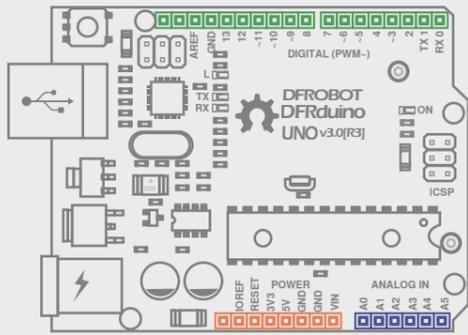 AREF
GND
13
12
~11
~10
~9
8
7
~6
~5
4
~3
2
TX 1
RX 0
DIGITAL (PWM~)
L
TX
RX
DFROBOT
DFRduino
UNO v3.0[R3]
ON
ICSP
IOREF
RESET
3V3
5V
GND
GND
VIN
POWER
ANALOG IN
A0
A1
A2
A3
A4
A5